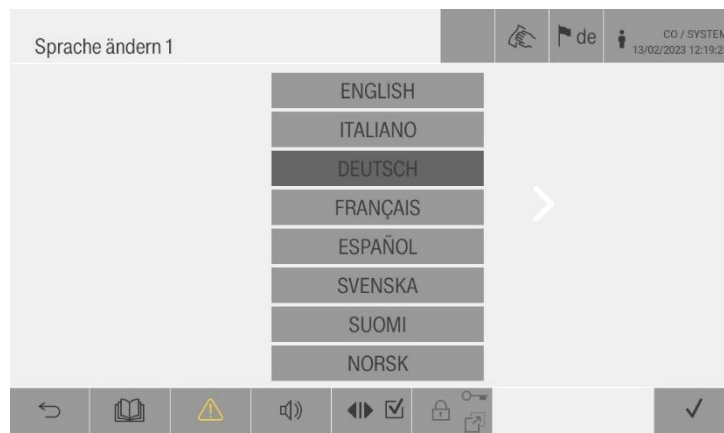 Sprache ändern 1
de
CO / SYSTEM
13/02/2023 12:19:2
ENGLISH
ITALIANO
DEUTSCH
FRANÇAIS
ESPAÑOL
SVENSKA
SUOMI
NORSK